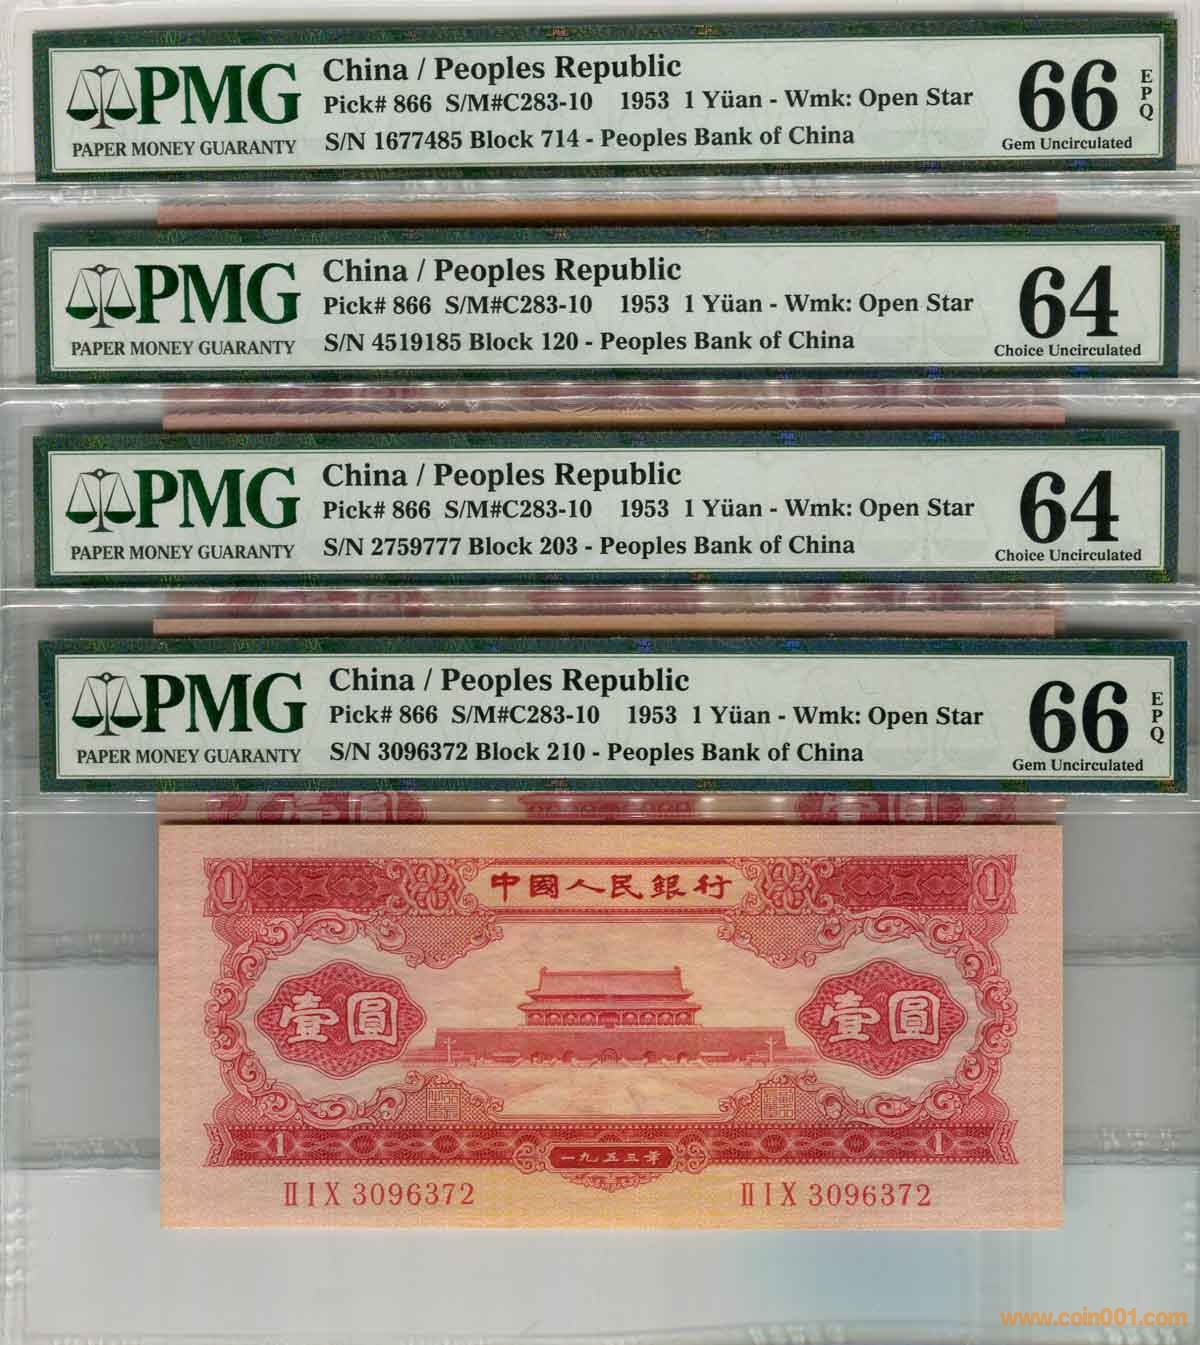 PMG
PAPER MONEY GUARANTY
China / Peoples Republic
Pick# 866 S/M#C283-10 1953 1 Yüan - Wmk: Open Star
S/N 1677485 Block 714 - Peoples Bank of China
66
EPQ
Gem Uncirculated
PMG
PAPER MONEY GUARANTY
China / Peoples Republic
Pick# 866 S/M#C283-10 1953 1 Yüan - Wmk: Open Star
S/N 4519185 Block 120 - Peoples Bank of China
64
Choice Uncirculated
PMG
PAPER MONEY GUARANTY
China / Peoples Republic
Pick# 866 S/M#C283-10 1953 1 Yüan - Wmk: Open Star
S/N 2759777 Block 203 - Peoples Bank of China
64
Choice Uncirculated
PMG
PAPER MONEY GUARANTY
China / Peoples Republic
Pick# 866 S/M#C283-10 1953 1 Yüan - Wmk: Open Star
S/N 3096372 Block 210 - Peoples Bank of China
66
EPQ
Gem Uncirculated
1 中國人民銀行 1
壹圓 壹圓
1 一九五三年 1
II I X 3096372 II I X 3096372
www.coin001.com